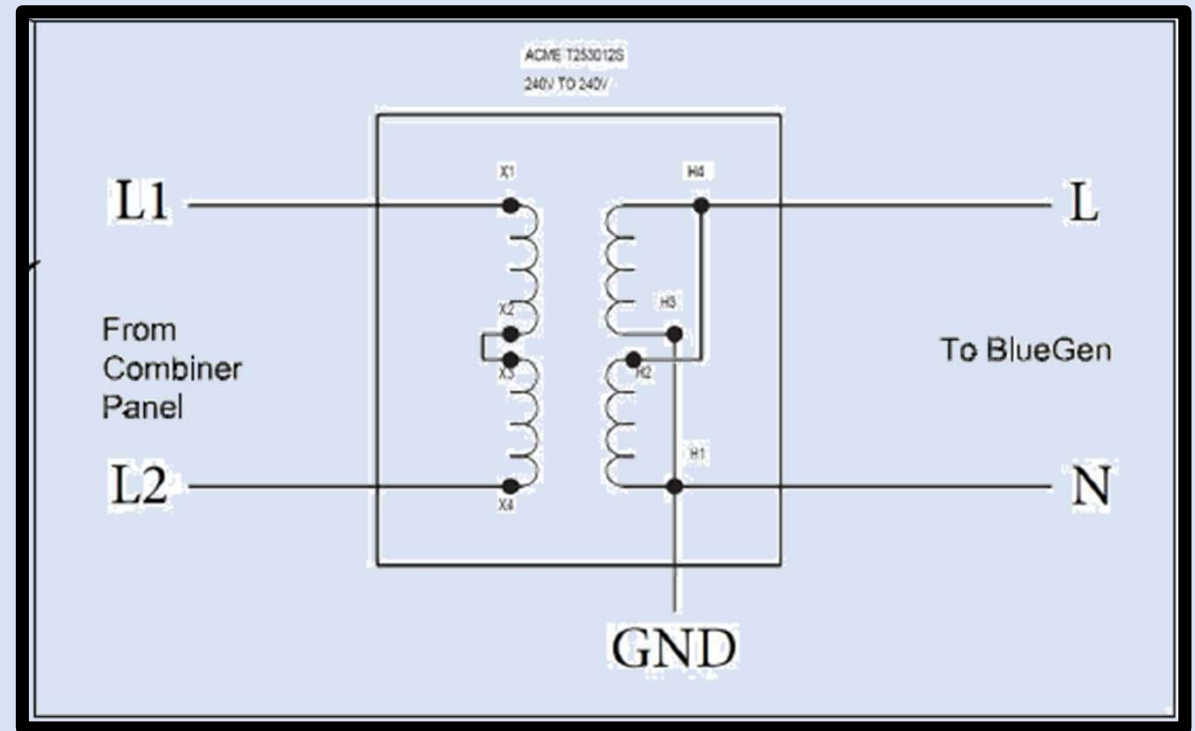 ACME T253012S
240V TO 240V
X1
H4
L1
L
X2
H3
From
Combiner
Panel
To BlueGen
X3
H2
H1
L2
N
X4
GND